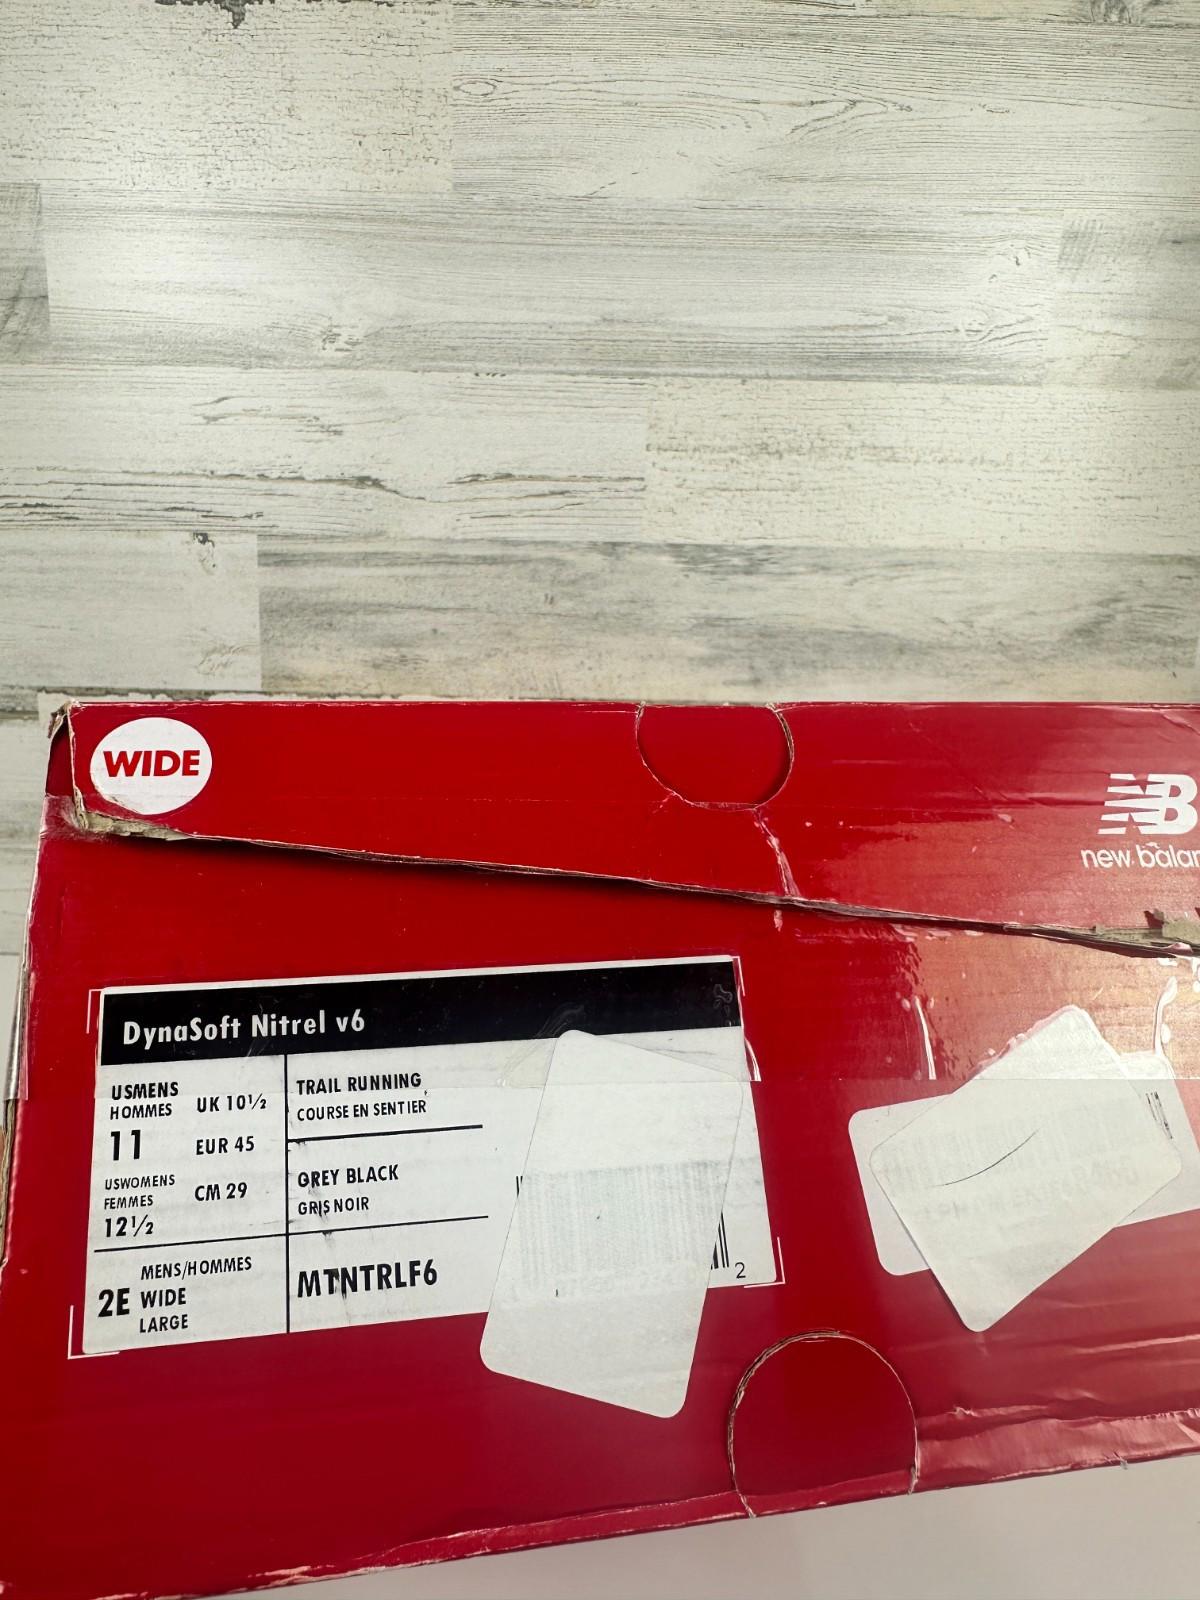 WIDE
NB
new balan
DynaSoft Nitrel v6
USMENS
HOMMES
11
UK 10½
EUR 45
CM 29
USWOMENS
FEMMES
12½
TRAIL RUNNING
COURSE EN SENTIER
GREY BLACK
GRIS NOIR
2E
MENS/HOMMES
WIDE
LARGE
MTNTRLF6
2